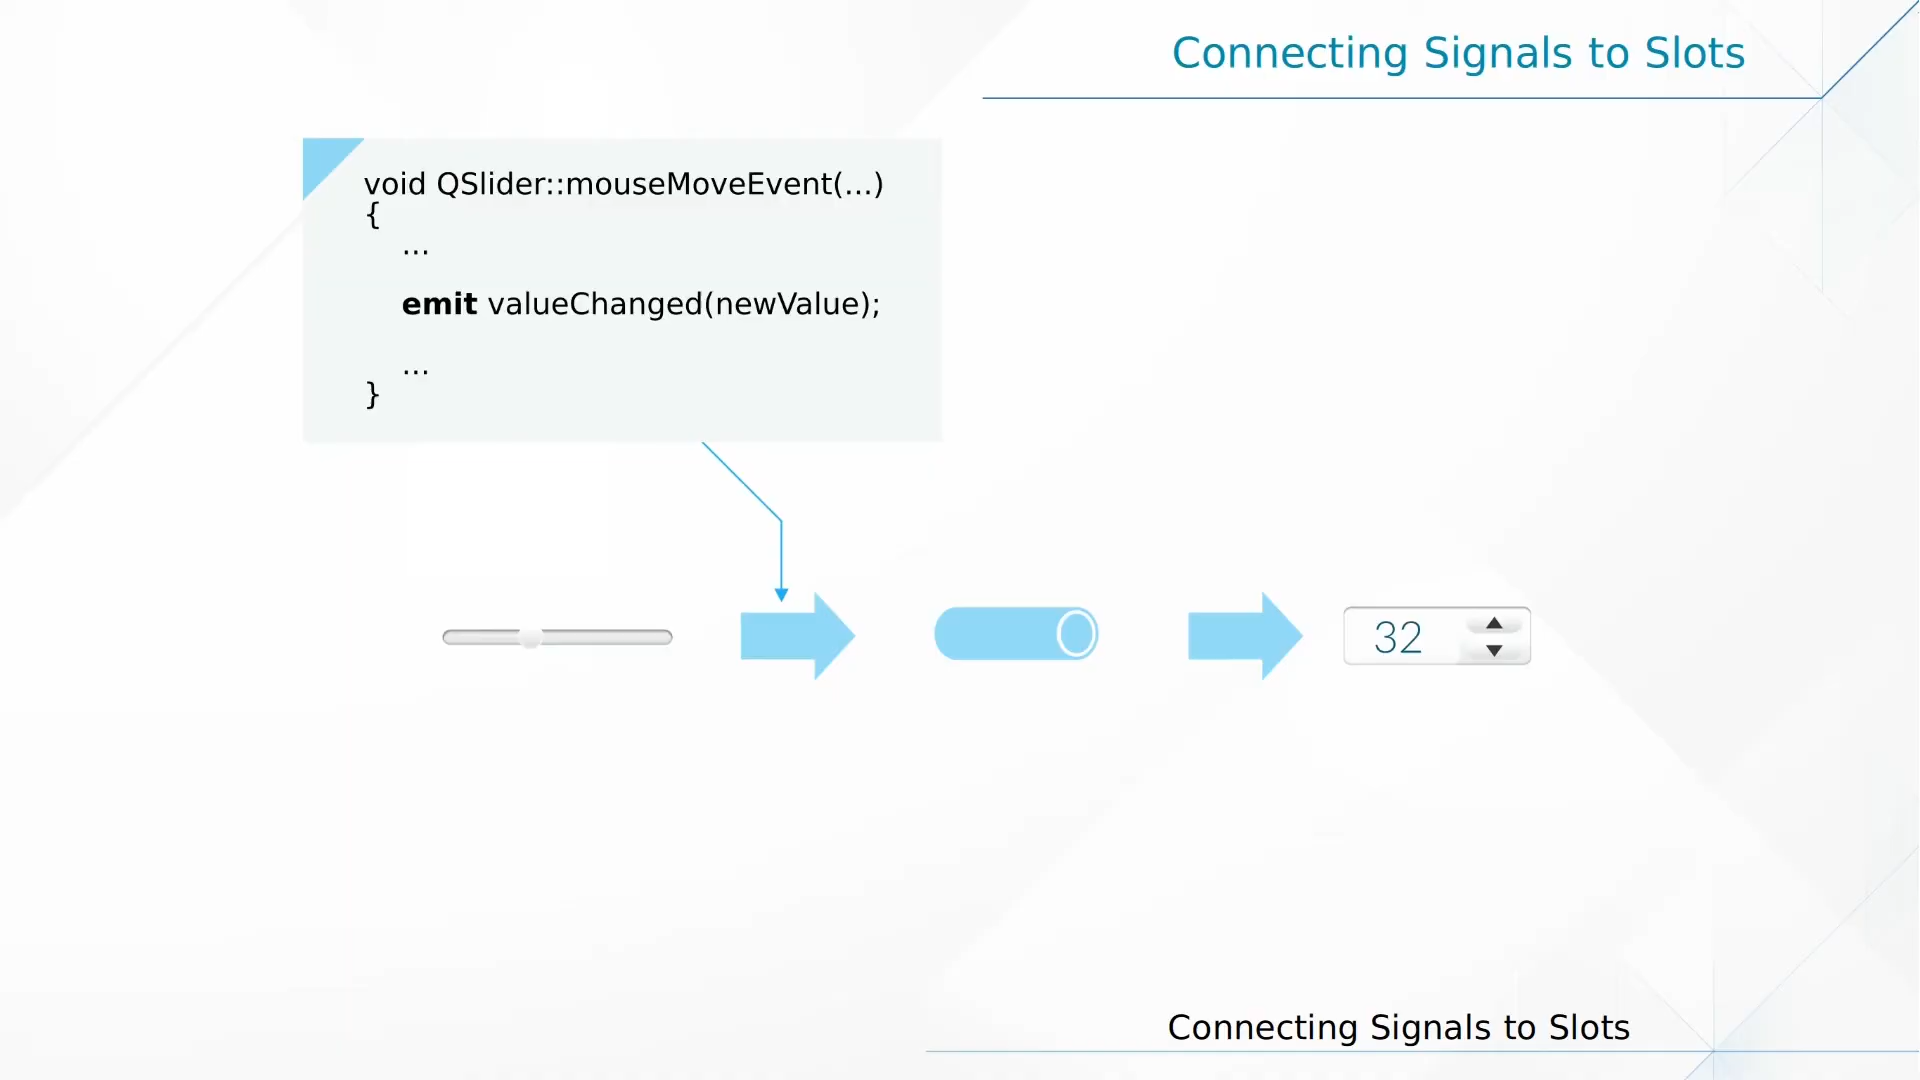 Connecting Signals to Slots
void QSlider::mouseMoveEvent(...)
{
...
emit valueChanged(newValue);
...
}
32
Connecting Signals to Slots